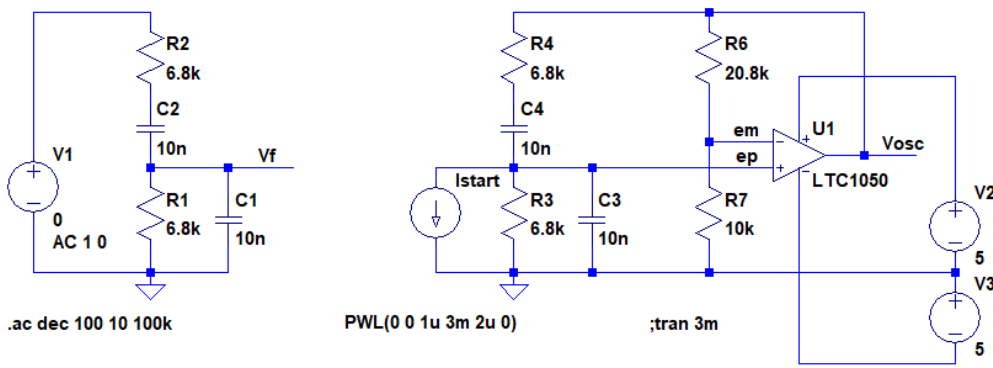 R2
6.8k
C2
10n
V1
0
AC 1 0
Vf
R1
6.8k
C1
10n
.ac dec 100 10 100k
R4
6.8k
C4
10n
R6
20.8k
em
ep
U1
LTC1050
Vosc
Istart
R3
6.8k
C3
10n
R7
10k
V2
5
V3
5
PWL(0 0 1u 3m 2u 0)
;tran 3m